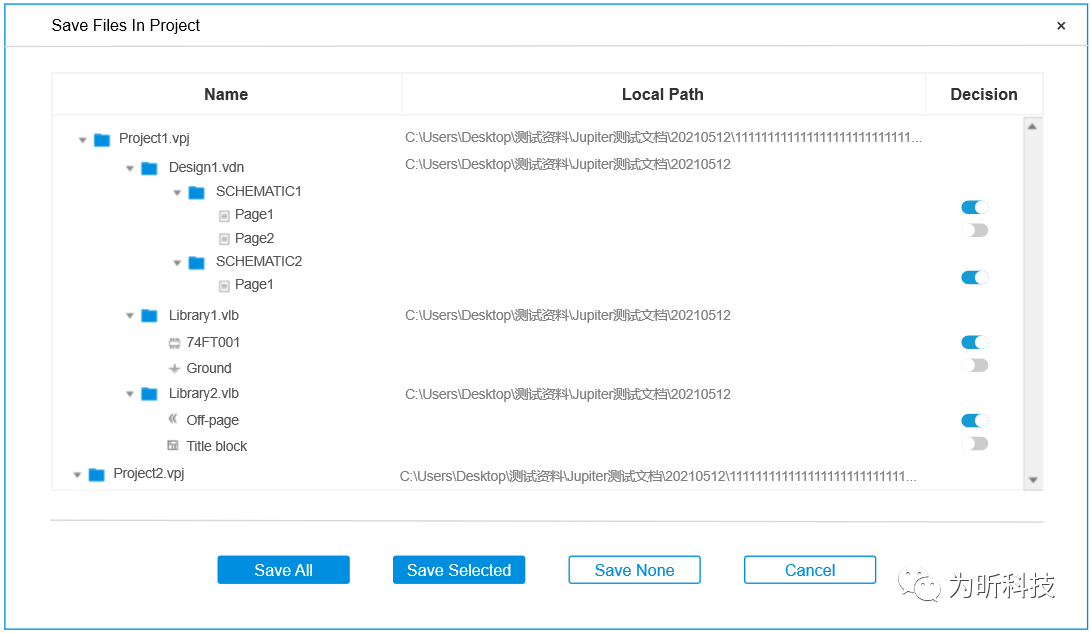 Save Files In Project ×
Name Local Path Decision
Project1.vpj C:\Users\Desktop\测试资料\Jupiter测试文档\20210512\1111111111111111111111111111...
Design1.vdn C:\Users\Desktop\测试资料\Jupiter测试文档\20210512
SCHEMATIC1
Page1
Page2
SCHEMATIC2
Page1
Library1.vlb C:\Users\Desktop\测试资料\Jupiter测试文档\20210512
74FT001
Ground
Library2.vlb C:\Users\Desktop\测试资料\Jupiter测试文档\20210512
Off-page
Title block
Project2.vpj C:\Users\Desktop\测试资料\Jupiter测试文档\20210512\1111111111111111111111111111...
Save All Save Selected Save None Cancel
为昕科技